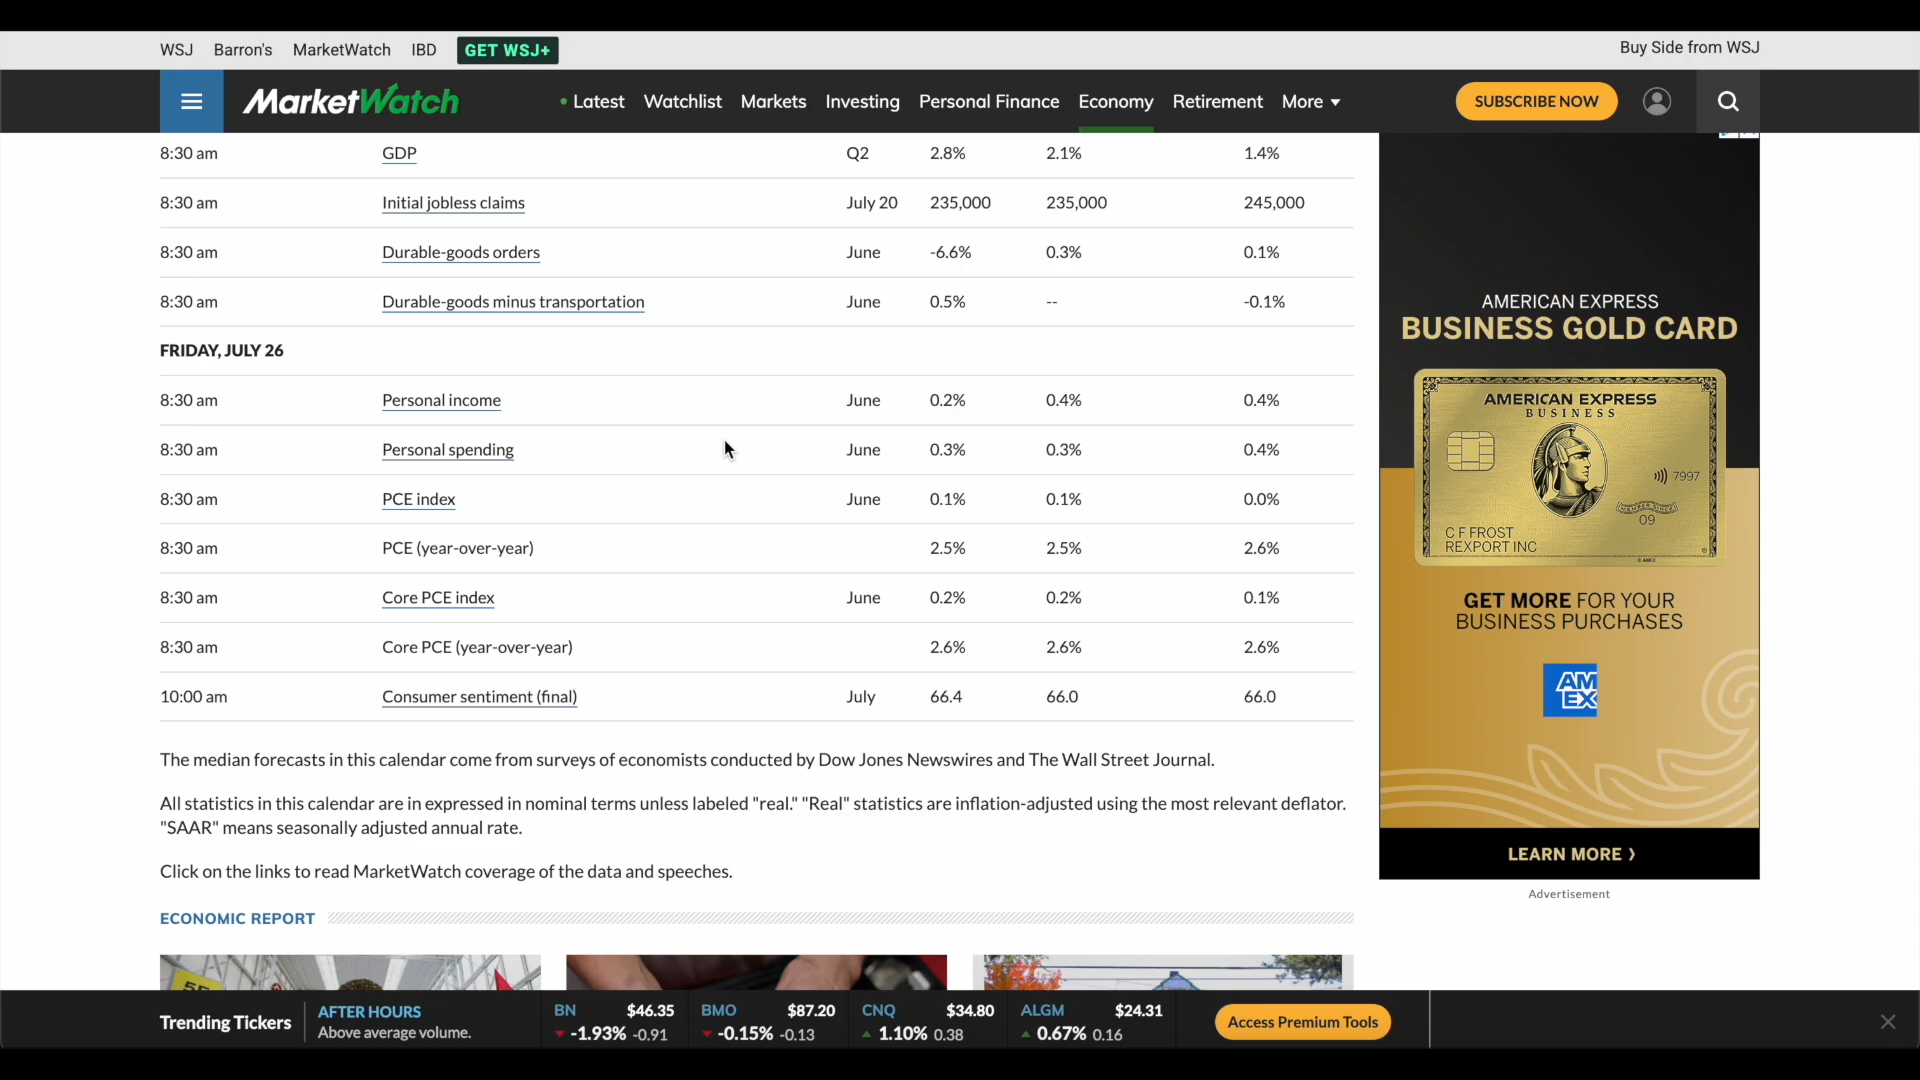 WSJ Barron's MarketWatch IBD GET WSJ+ Buy Side from WSJ
MarketWatch Latest Watchlist Markets Investing Personal Finance Economy Retirement More SUBSCRIBE NOW
8:30 am GDP Q2 2.8% 2.1% 1.4%
8:30 am Initial jobless claims July 20 235,000 235,000 245,000
8:30 am Durable-goods orders June -6.6% 0.3% 0.1%
8:30 am Durable-goods minus transportation June 0.5% -- -0.1%
FRIDAY, JULY 26
8:30 am Personal income June 0.2% 0.4% 0.4%
8:30 am Personal spending June 0.3% 0.3% 0.4%
8:30 am PCE index June 0.1% 0.1% 0.0%
8:30 am PCE (year-over-year) 2.5% 2.5% 2.6%
8:30 am Core PCE index June 0.2% 0.2% 0.1%
8:30 am Core PCE (year-over-year) 2.6% 2.6% 2.6%
10:00 am Consumer sentiment (final) July 66.4 66.0 66.0
The median forecasts in this calendar come from surveys of economists conducted by Dow Jones Newswires and The Wall Street Journal.
All statistics in this calendar are in expressed in nominal terms unless labeled "real." "Real" statistics are inflation-adjusted using the most relevant deflator.
"SAAR" means seasonally adjusted annual rate.
Click on the links to read MarketWatch coverage of the data and speeches.
ECONOMIC REPORT
AMERICAN EXPRESS
BUSINESS GOLD CARD
AMERICAN EXPRESS
BUSINESS
7997
MEMBER SINCE
09
C F FROST
REXPORT INC
GET MORE FOR YOUR
BUSINESS PURCHASES
AM
EX
LEARN MORE ❯
Advertisement
Trending Tickers
AFTER HOURS
Above average volume.
BN $46.35
-1.93% -0.91
BMO $87.20
-0.15% -0.13
CNQ $34.80
1.10% 0.38
ALGM $24.31
0.67% 0.16
Access Premium Tools